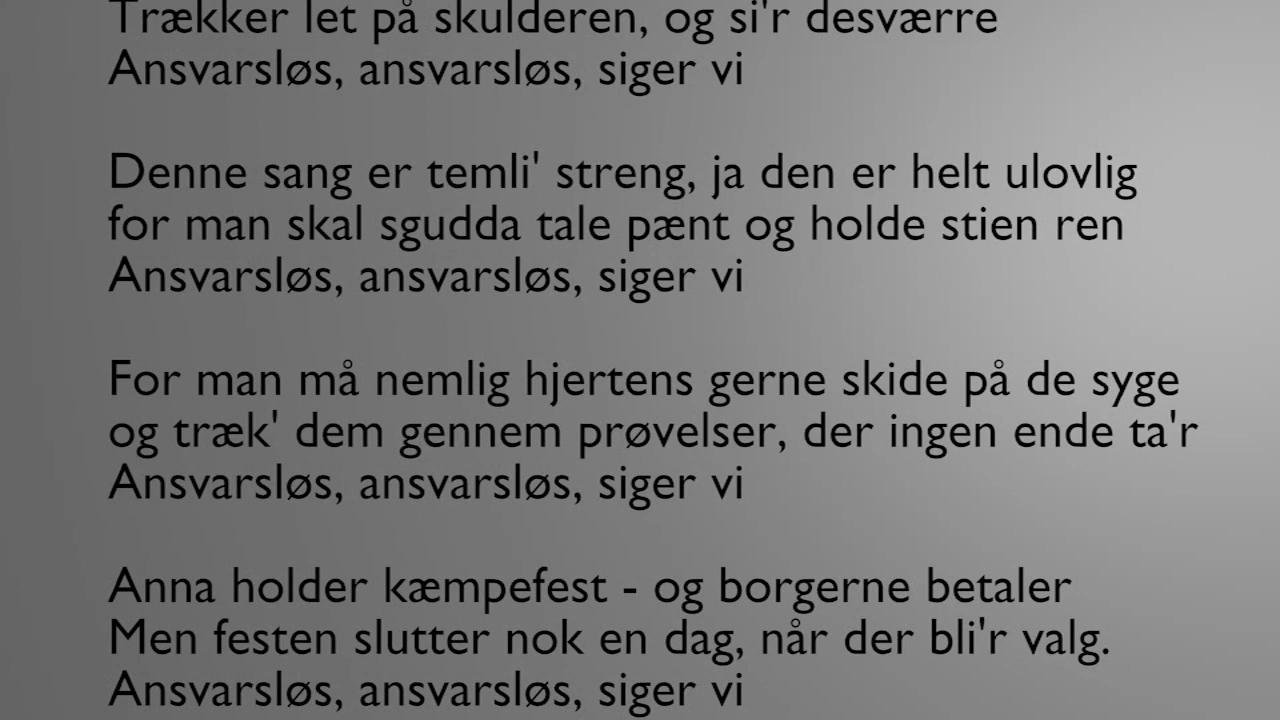 Trækker let på skulderen, og si'r desværre
Ansvarsløs, ansvarsløs, siger vi
Denne sang er temli' streng, ja den er helt ulovlig
for man skal sgudda tale pænt og holde stien ren
Ansvarsløs, ansvarsløs, siger vi
For man må nemlig hjertens gerne skide på de syge
og træk' dem gennem prøvelser, der ingen ende ta'r
Ansvarsløs, ansvarsløs, siger vi
Anna holder kæmpefest - og borgerne betaler
Men festen slutter nok en dag, når der bli'r valg.
Ansvarsløs, ansvarsløs, siger vi